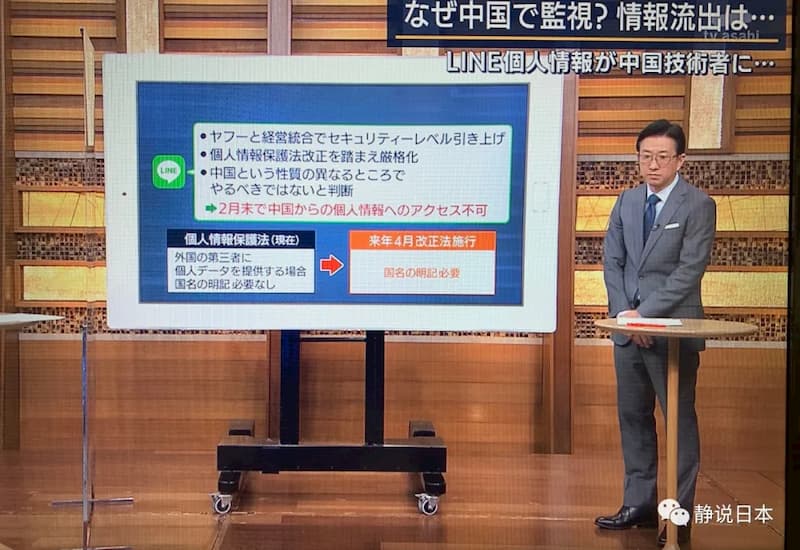 なぜ中国で監視? 情報流出は…
tv asahi
LINE個人情報が中国技術者に…
●ヤフーと経営統合でセキュリティーレベル引き上げ
●個人情報保護法改正を踏まえ厳格化
●中国という性質の異なるところで
やるべきではないと判断
➡2月末で中国からの個人情報へのアクセス不可
LINE
個人情報保護法(現在)
外国の第三者に
個人データを提供する場合
国名の明記必要なし
来年4月改正法施行
国名の明記必要
静说日本